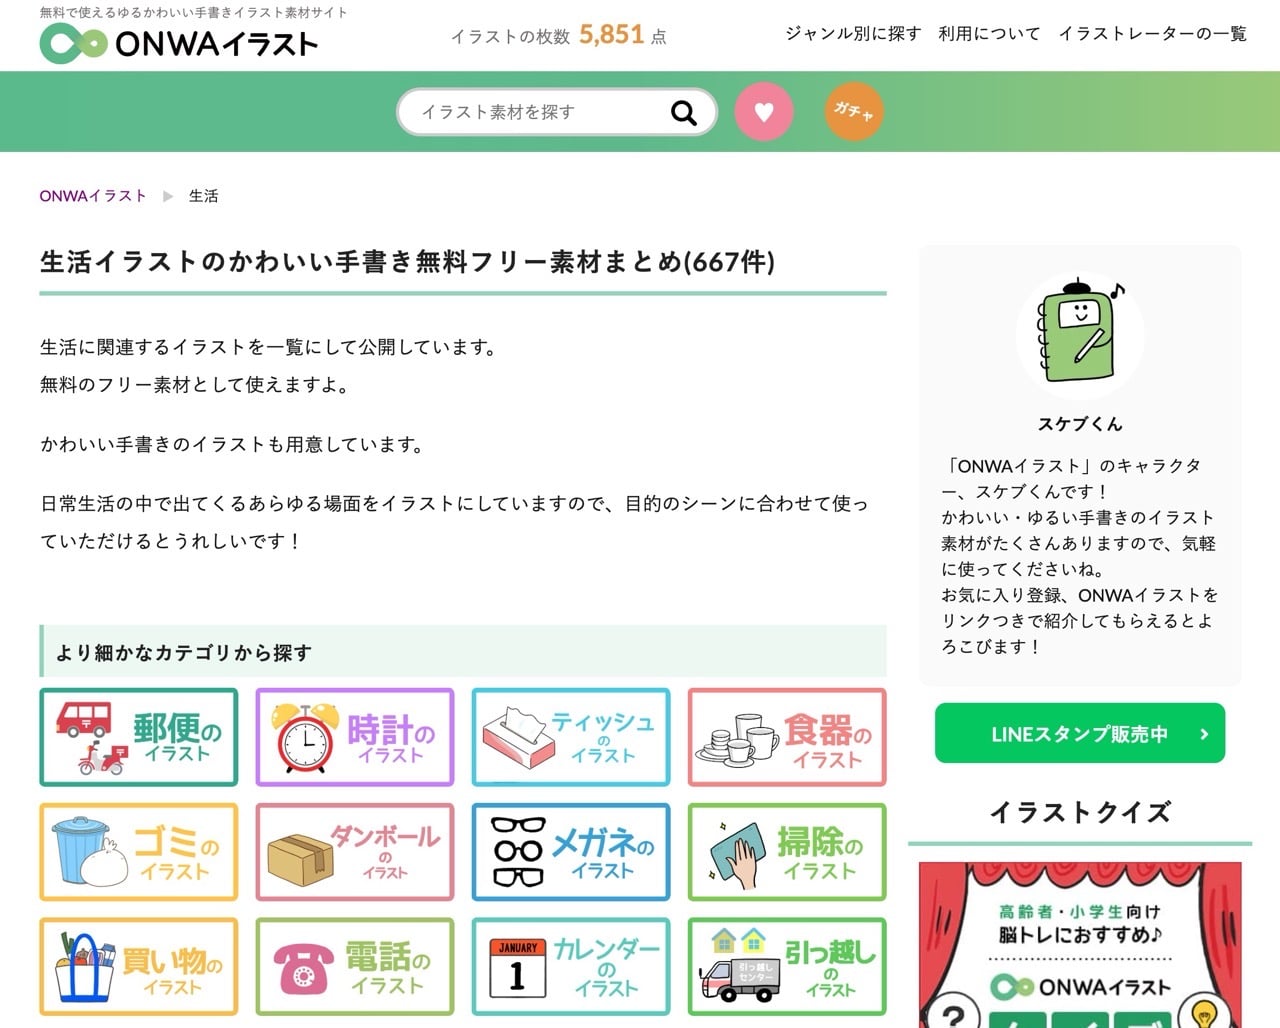 無料で使えるゆるかわいい手書きイラスト素材サイト
ONWAイラスト
イラストの枚数 5,851 点
ジャンル別に探す 利用について イラストレーターの一覧
イラスト素材を探す
ガチャ
ONWAイラスト ▶ 生活
生活イラストのかわいい手書き無料フリー素材まとめ(667件)
生活に関連するイラストを一覧にして公開しています。
無料のフリー素材として使えますよ。
かわいい手書きのイラストも用意しています。
日常生活の中で出てくるあらゆる場面をイラストにしていますので、目的のシーンに合わせて使っ
ていただけるとうれしいです！
より細かなカテゴリから探す
郵便の
イラスト
時計の
イラスト
ティッシュ
の
イラスト
食器の
イラスト
ゴミの
イラスト
ダンボール
の
イラスト
メガネの
イラスト
掃除の
イラスト
買い物の
イラスト
電話の
イラスト
JANUARY
1
カレンダー
の
イラスト
引っ越し
センター
引っ越し
の
イラスト
スケブくん
「ONWAイラスト」のキャラクタ
ー、スケブくんです！
かわいい・ゆるい手書きのイラスト
素材がたくさんありますので、気軽
に使ってくださいね。
お気に入り登録、ONWAイラストを
リンクつきで紹介してもらえるとよ
ろこびます！
LINEスタンプ販売中
イラストクイズ
高齢者・小学生向け
脳トレにおすすめ♪
ONWAイラスト
?